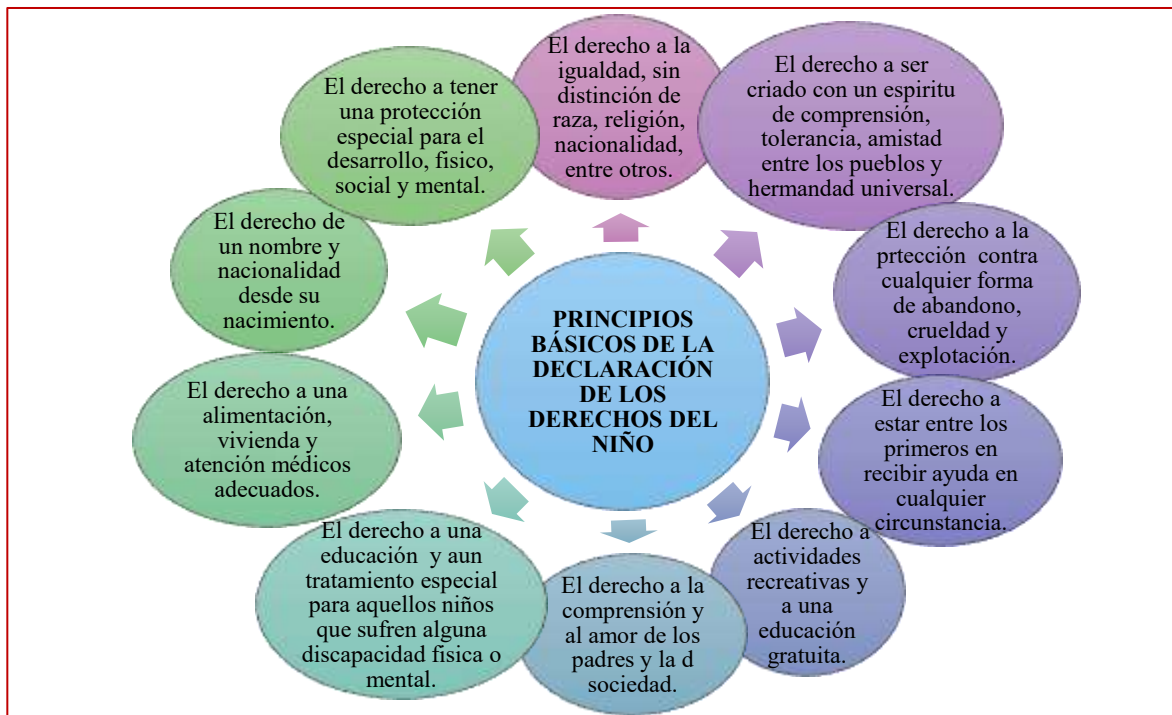 El derecho a la
igualdad, sin
distinción de
raza, religión,
nacionalidad,
entre otros.
El derecho a ser
criado con un espiritu
de comprensión,
tolerancia, amistad
entre los pueblos y
hermandad universal.
El derecho a la
prtección contra
cualquier forma
de abandono,
crueldad y
explotación.
El derecho a
estar entre los
primeros en
recibir ayuda en
cualquier
circunstancia.
El derecho a
actividades
recreativas y
a una
educación
gratuita.
El derecho a la
comprensión y
al amor de los
padres y la d
sociedad.
El derecho a una
educación y aun
tratamiento especial
para aquellos niños
que sufren alguna
discapacidad fisica o
mental.
El derecho a una
alimentación,
vivienda y
atención médicos
adecuados.
El derecho de
un nombre y
nacionalidad
desde su
nacimiento.
El derecho a tener
una protección
especial para el
desarrollo, fisico,
social y mental.
PRINCIPIOS
BÁSICOS DE LA
DECLARACIÓN
DE LOS
DERECHOS DEL
NIÑO